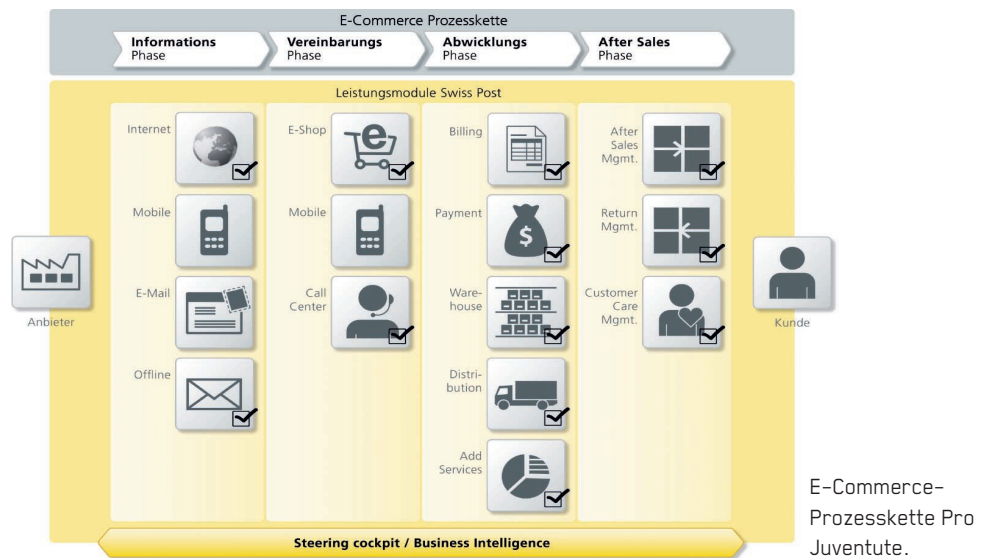 E-Commerce Prozesskette
Informations
Phase
Vereinbarungs
Phase
Abwicklungs
Phase
After Sales
Phase
Leistungsmodule Swiss Post
Internet
Mobile
E-Mail
Offline
E-Shop
e
Mobile
Call
Center
Billing
Payment
$
Ware-
house
Distri-
bution
Add
Services
After
Sales
Mgmt.
Return
Mgmt.
Customer
Care
Mgmt.
Anbieter
Kunde
Steering cockpit / Business Intelligence
E-Commerce-
Prozesskette Pro
Juventute.